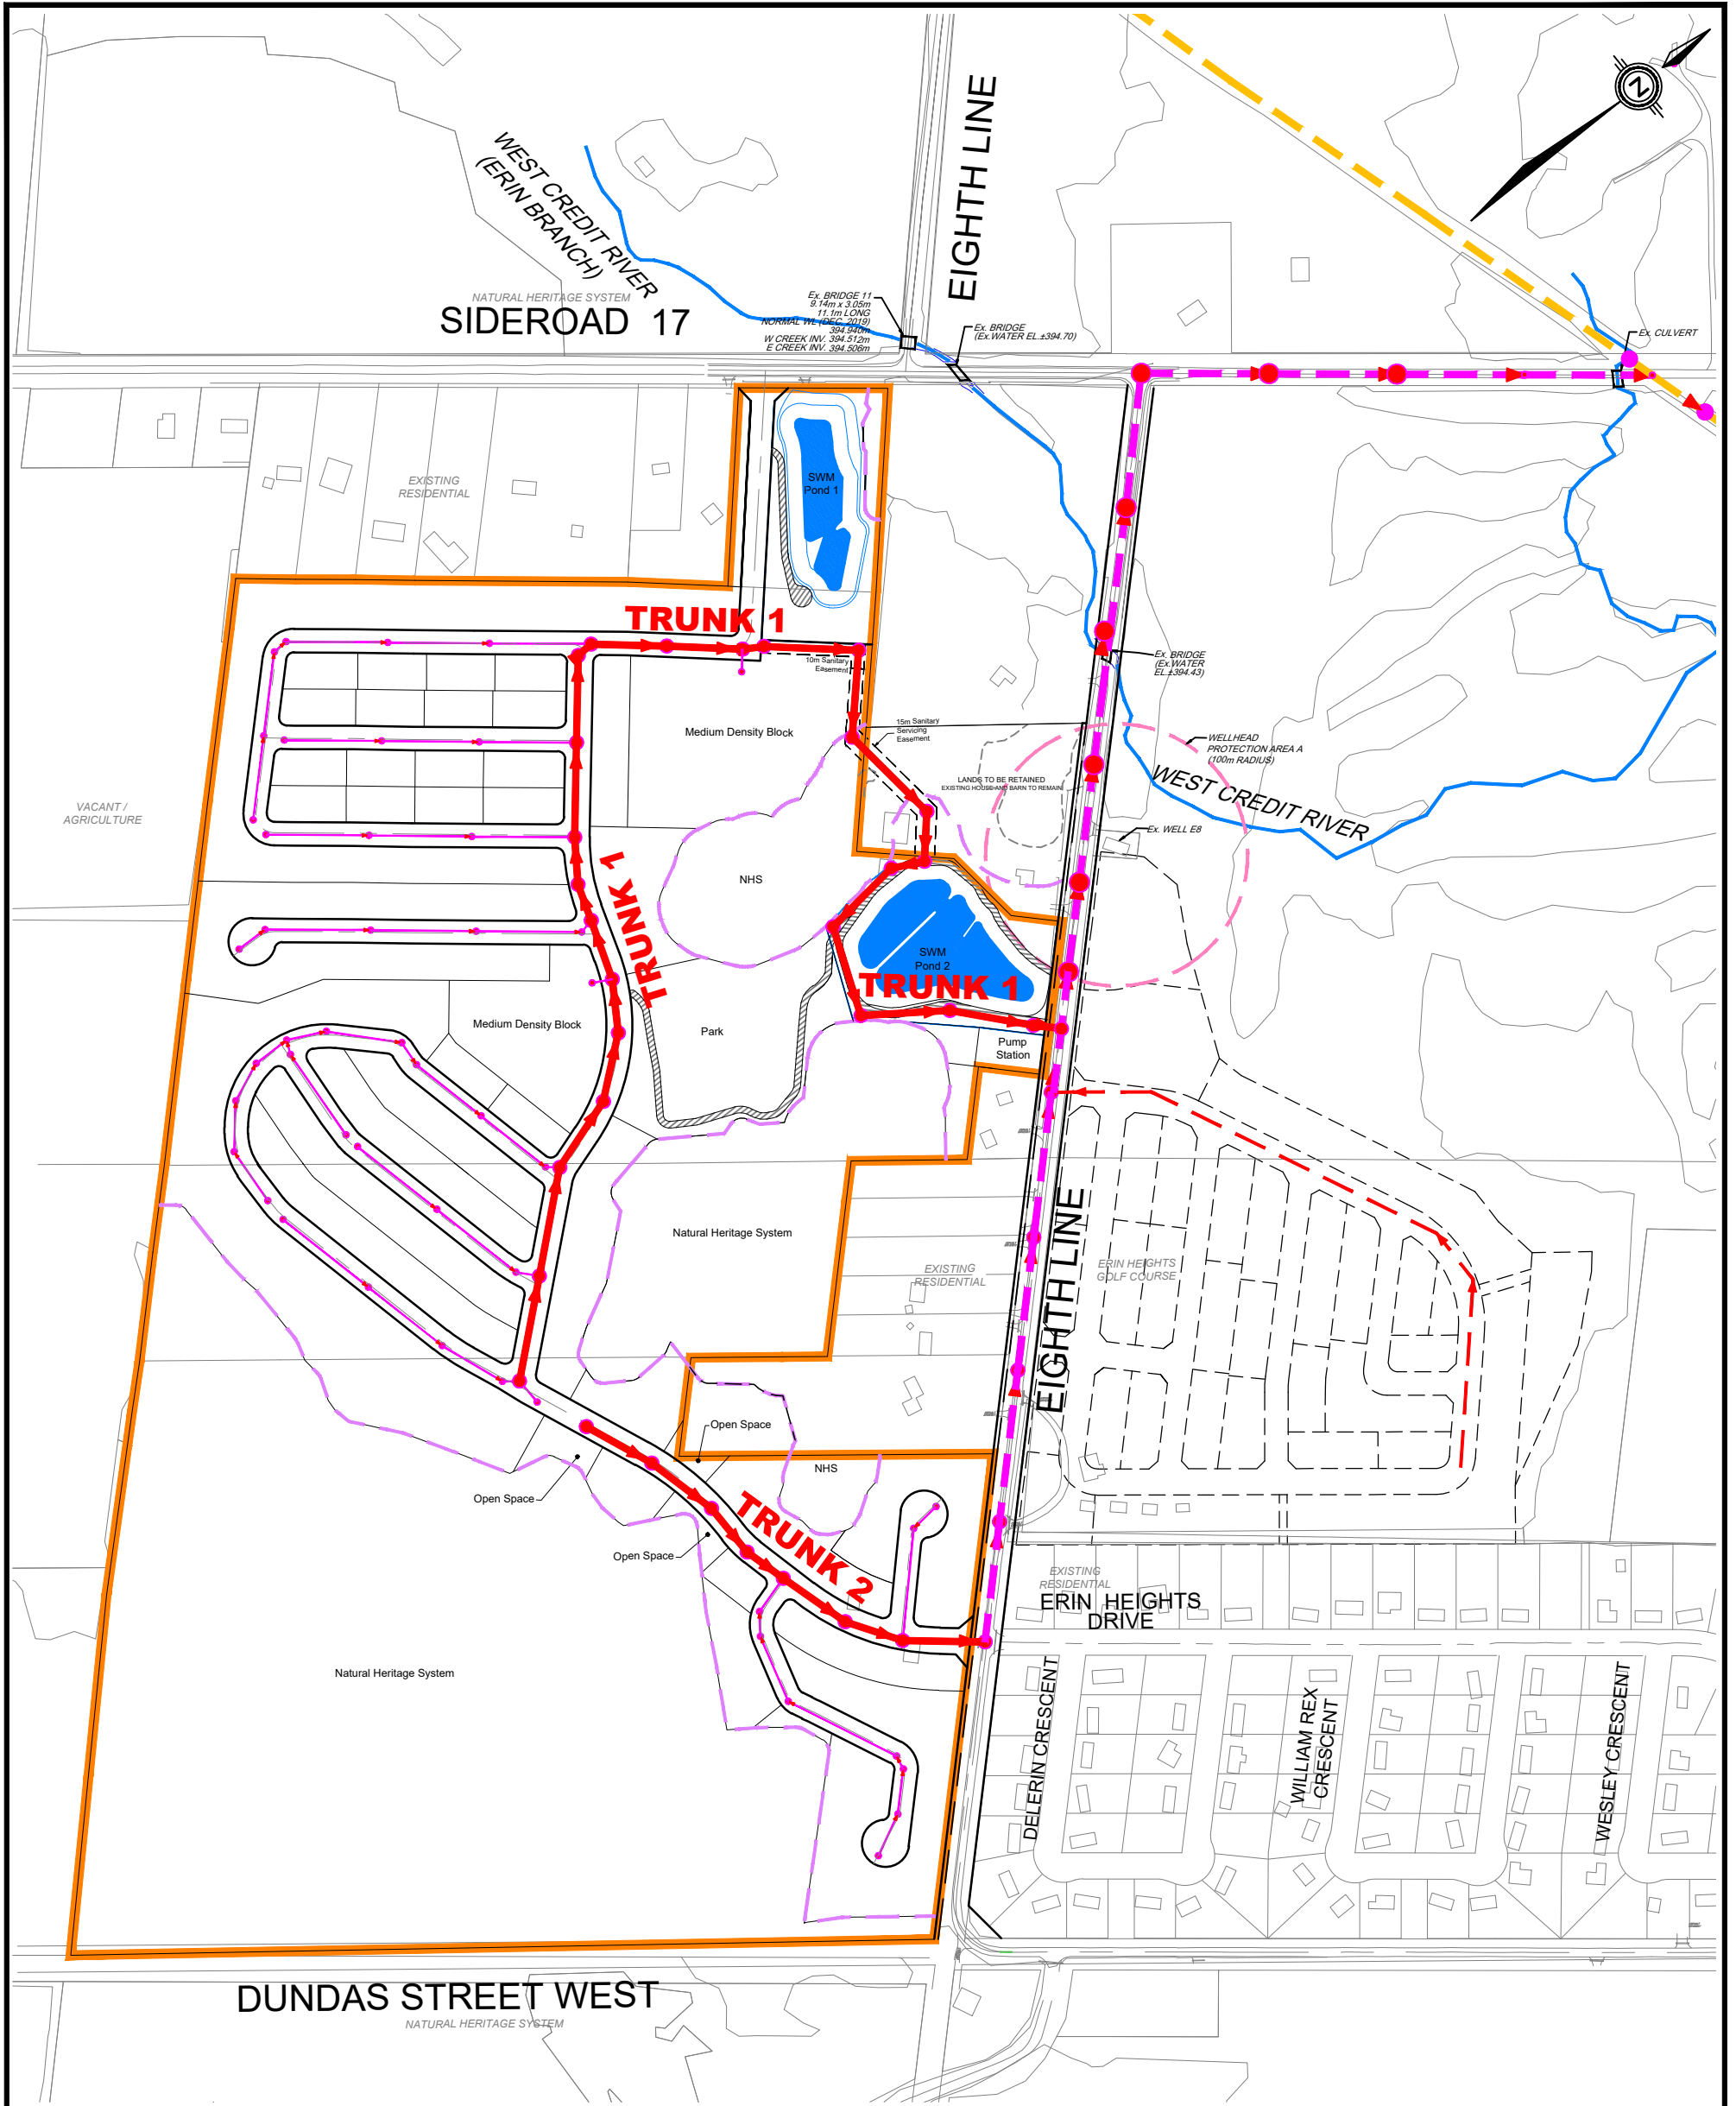 N
EIGHTH LINE
WEST CREDIT RIVER
(ERIN BRANCH)
NATURAL HERITAGE SYSTEM
SIDEROAD 17
Ex. BRIDGE 11
9.14m x 3.05m
11.1m LONG
NORMAL WL (DEC. 2019)
394.940m
W CREEK INV. 394.512m
E CREEK INV. 394.506m
Ex. BRIDGE
(Ex.WATER EL.±394.70)
Ex. CULVERT
EXISTING
RESIDENTIAL
SWM
Pond 1
TRUNK 1
10m Sanitary
Easement
Ex. BRIDGE
(Ex.WATER
EL.±394.43)
Medium Density Block
15m Sanitary
Servicing
Easement
WELLHEAD
PROTECTION AREA A
(100m RADIUS)
LANDS TO BE RETAINED
EXISTING HOUSE AND BARN TO REMAIN
WEST CREDIT RIVER
VACANT /
AGRICULTURE
Ex. WELL E8
NHS
TRUNK 1
SWM
Pond 2
TRUNK 1
Medium Density Block
Park
Pump
Station
Natural Heritage System
EXISTING
RESIDENTIAL
EIGHTH LINE
ERIN HEIGHTS
GOLF COURSE
Open Space
NHS
Open Space
TRUNK 2
Open Space
EXISTING
RESIDENTIAL
ERIN HEIGHTS
DRIVE
Natural Heritage System
DELERIN CRESCENT
WILLIAM REX
CRESCENT
WESLEY CRESCENT
DUNDAS STREET WEST
NATURAL HERITAGE SYSTEM